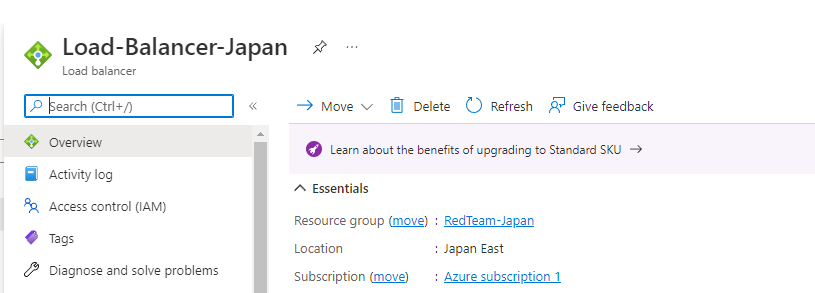 Load-Balancer-Japan
Load balancer
Search (Ctrl+/)
Overview
Activity log
Access control (IAM)
Tags
Diagnose and solve problems
Move
Delete
Refresh
Give feedback
Learn about the benefits of upgrading to Standard SKU
Essentials
Resource group (move) : RedTeam-Japan
Location : Japan East
Subscription (move) : Azure subscription 1